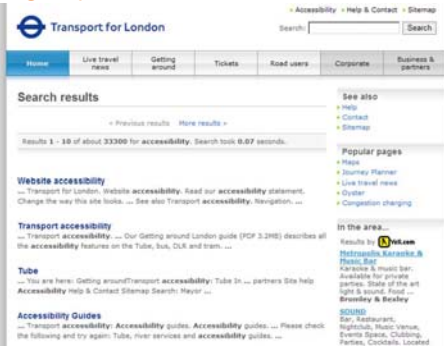 Accessibility Help & Contact Sitemap
Transport for London
Search: Search
Home
Live travel news
Getting around
Tickets
Road users
Corporate
Business & partners
Search results
« Previous results More results »
Results 1 - 10 of about 33300 for accessibility. Search took 0.07 seconds.
Website accessibility
... Transport for London. Website accessibility. Read our accessibility statement.
Change the way this site looks. ... See also Transport accessibility. Navigation. ...
Transport accessibility
... Transport accessibility. ... Our Getting around London guide (PDF 3.2MB) describes all
the accessibility features on the Tube, bus, DLR and tram. ...
Tube
... You are here: Getting aroundTransport accessibility: Tube In ... partners Site help
Accessibility Help & Contact Sitemap Search: Mayor ...
Accessibility Guides
... Transport accessibility: Accessibility guides. Accessibility guides. ... Please check
the following and try again: Tube, river services and accessibility guides. ...
See also
Help
Contact
Sitemap
Popular pages
Maps
Journey Planner
Live travel news
Oyster
Congestion charging
In the area...
Results by Yell.com
Metropolis Karaoke &
Music Bar
Karaoke & music bar.
Available for private
parties. State of the art
light & sound. Food ...
Bromley & Bexley
SOUND
Bar, Restaurant,
Nightclub, Music Venue,
Events Space, Clubbing,
Parties, Cocktails. Located